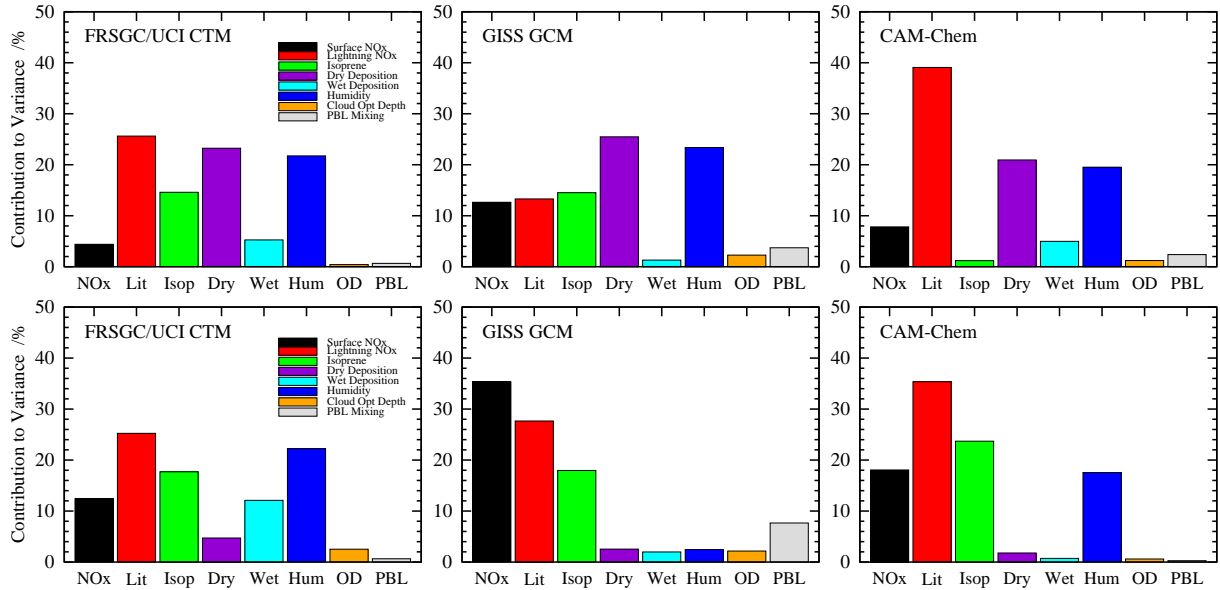 Contribution to Variance /%
50
40
30
20
10
0
FRSGC/UCI CTM
Surface NOx
Lightning NOx
Isoprene
Dry Deposition
Wet Deposition
Humidity
Cloud Opt Depth
PBL Mixing
NOx Lit Isop Dry Wet Hum OD PBL
50
40
30
20
10
0
GISS GCM
NOx Lit Isop Dry Wet Hum OD PBL
50
40
30
20
10
0
CAM-Chem
NOx Lit Isop Dry Wet Hum OD PBL
Contribution to Variance /%
50
40
30
20
10
0
FRSGC/UCI CTM
Surface NOx
Lightning NOx
Isoprene
Dry Deposition
Wet Deposition
Humidity
Cloud Opt Depth
PBL Mixing
NOx Lit Isop Dry Wet Hum OD PBL
50
40
30
20
10
0
GISS GCM
NOx Lit Isop Dry Wet Hum OD PBL
50
40
30
20
10
0
CAM-Chem
NOx Lit Isop Dry Wet Hum OD PBL